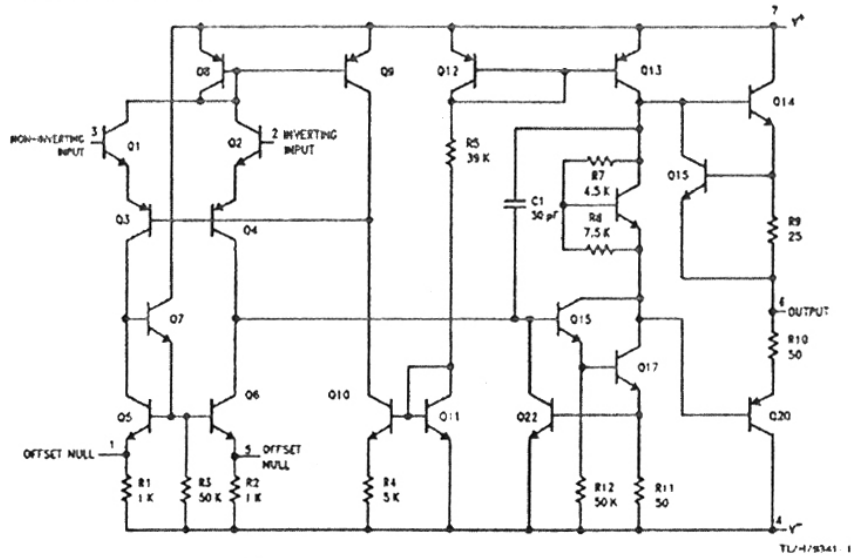 7 V+
Q8
Q9
Q12
Q13
Q14
NON-INVERTING
INPUT
3
Q1
Q2
2 INVERTING
INPUT
R5
39 K
Q15
R7
4.5 K
C1
30 pF
R8
7.5 K
Q3
Q4
R9
25
6
OUTPUT
Q7
Q15
R10
50
Q17
Q5
Q6
Q10
Q11
Q22
Q20
OFFSET NULL
1
5
OFFSET
NULL
R1
1 K
R3
50 K
R2
1 K
R4
5 K
R12
50 K
R11
50
4 V-